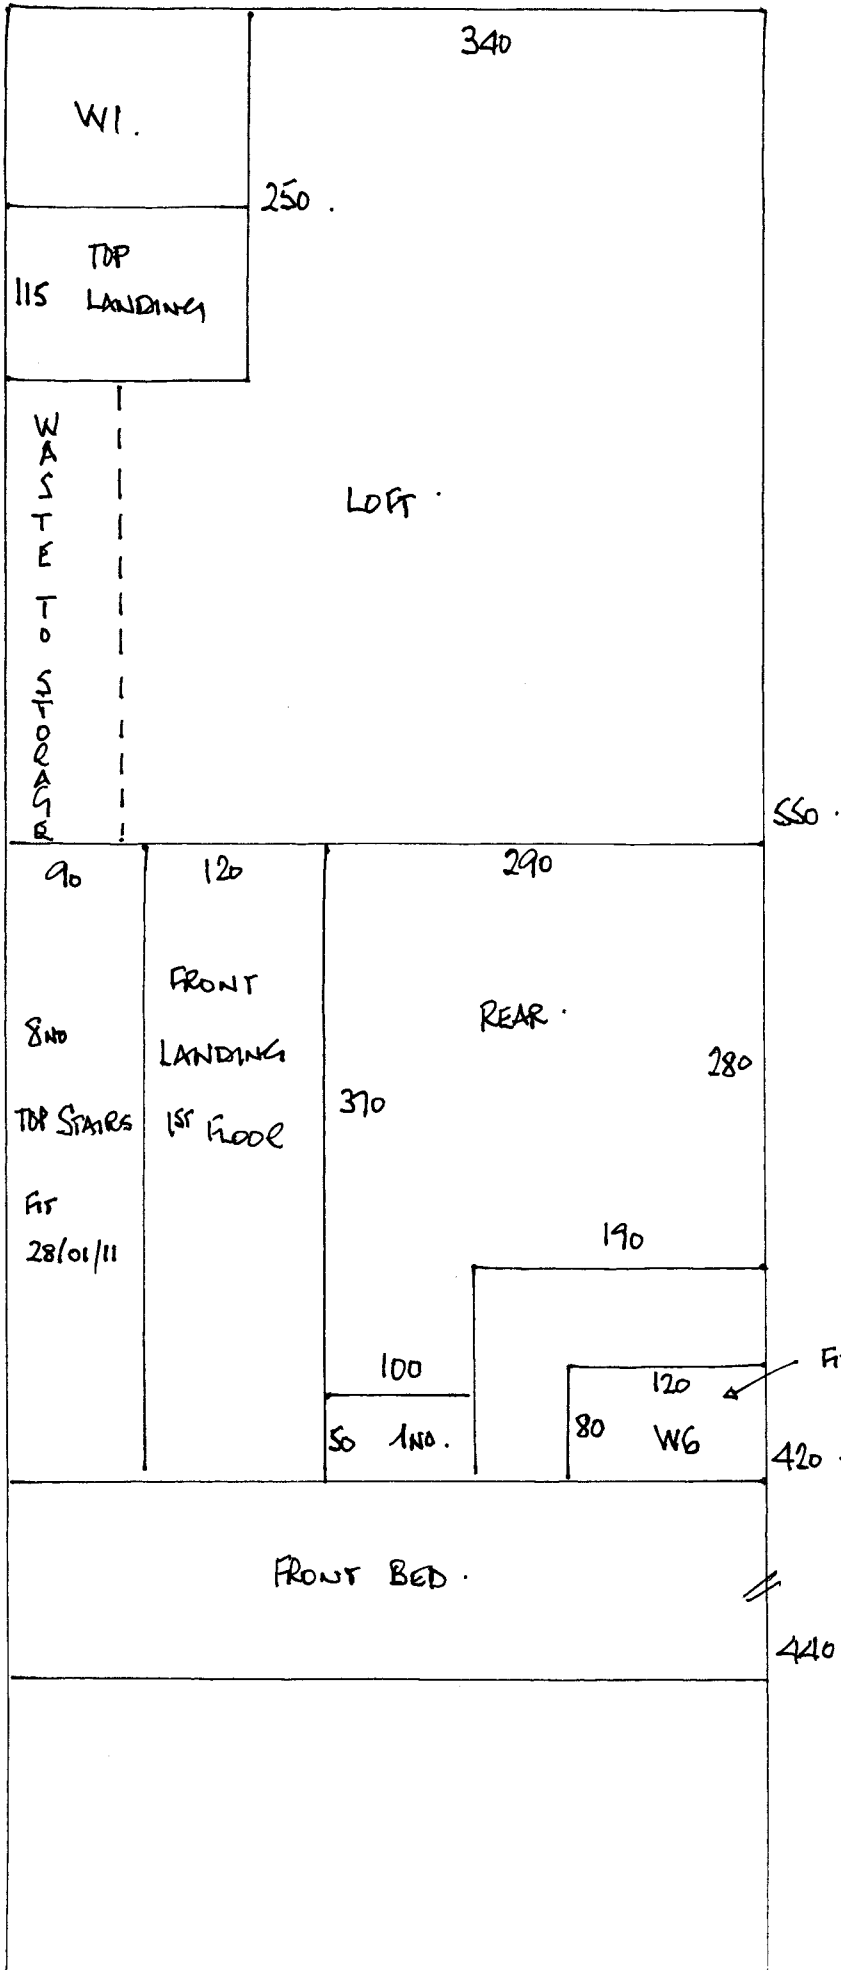 340
W1.
250.
TOP
115 LANDING
WASTE TO STORAGE
LOFT.
550.
90
120
290
FRONT
LANDING
1ST FLOOR
8NO
TOP STAIRS
FIT
28/01/11
REAR.
280
370
190
100
50 1NO.
120
80 W6
420.
FRONT BED.
440